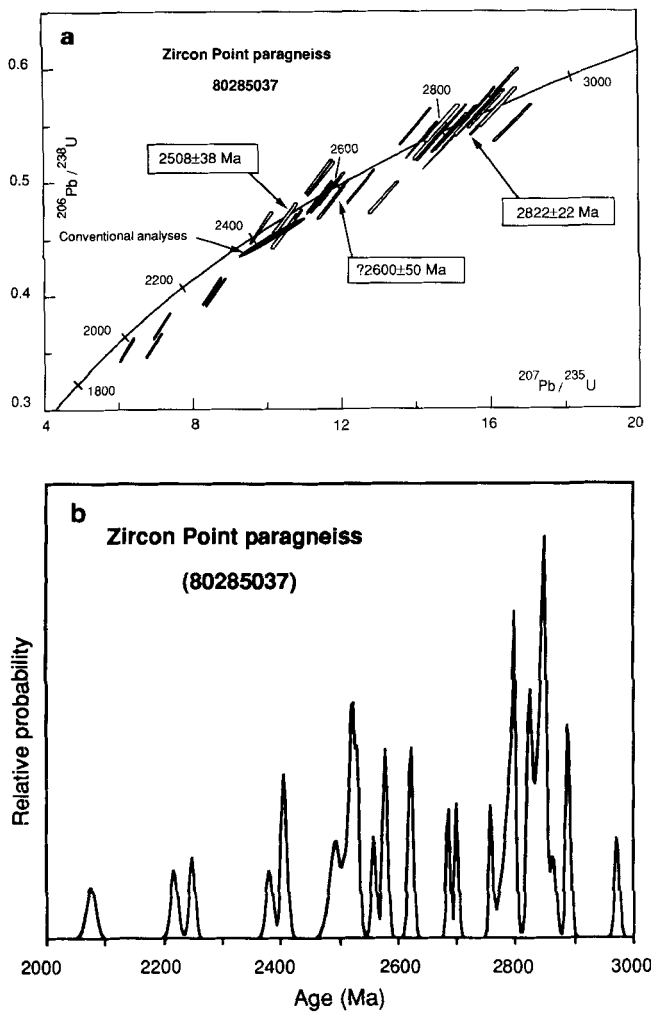 a
Zircon Point paragneiss
80285037
0.6
206Pb / 238U
0.5
0.4
0.3
3000
2800
2600
2508±38 Ma
2822±22 Ma
2400
Conventional analyses
?2600±50 Ma
2200
2000
1800
207Pb / 235U
4 8 12 16 20
b
Zircon Point paragneiss
(80285037)
Relative probability
2000 2200 2400 2600 2800 3000
Age (Ma)